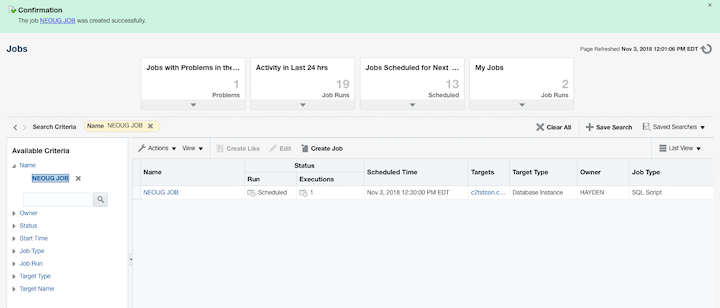 Confirmation
The job NEOUG JOB was created successfully.
Jobs
Page Refreshed Nov 3, 2018 12:01:06 PM EDT
Jobs with Problems in the...
1
Problems
Activity in Last 24 hrs
19
Job Runs
Jobs Scheduled for Next ...
13
Scheduled
My Jobs
2
Job Runs
Search Criteria
Name NEOUG JOB
Clear All
Save Search
Saved Searches
Available Criteria
Name
NEOUG JOB
Owner
Status
Start Time
Job Type
Job Run
Target Type
Target Name
Actions
View
Create Like
Edit
Create Job
List View
Name
Status
Run
Executions
Scheduled Time
Targets
Target Type
Owner
Job Type
NEOUG JOB
Scheduled
1
Nov 3, 2018 12:30:00 PM EDT
c2tstcon.c...
Database Instance
HAYDEN
SQL Script